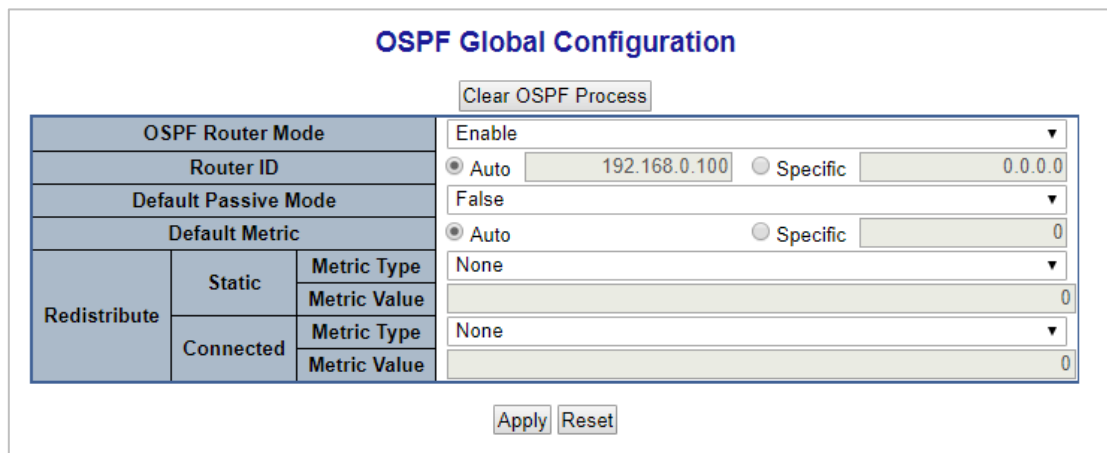 OSPF Global Configuration
Clear OSPF Process
OSPF Router Mode Enable
Router ID Auto 192.168.0.100 Specific 0.0.0.0
Default Passive Mode False
Default Metric Auto Specific 0
Redistribute Static Metric Type None
Metric Value 0
Connected Metric Type None
Metric Value 0
Apply Reset